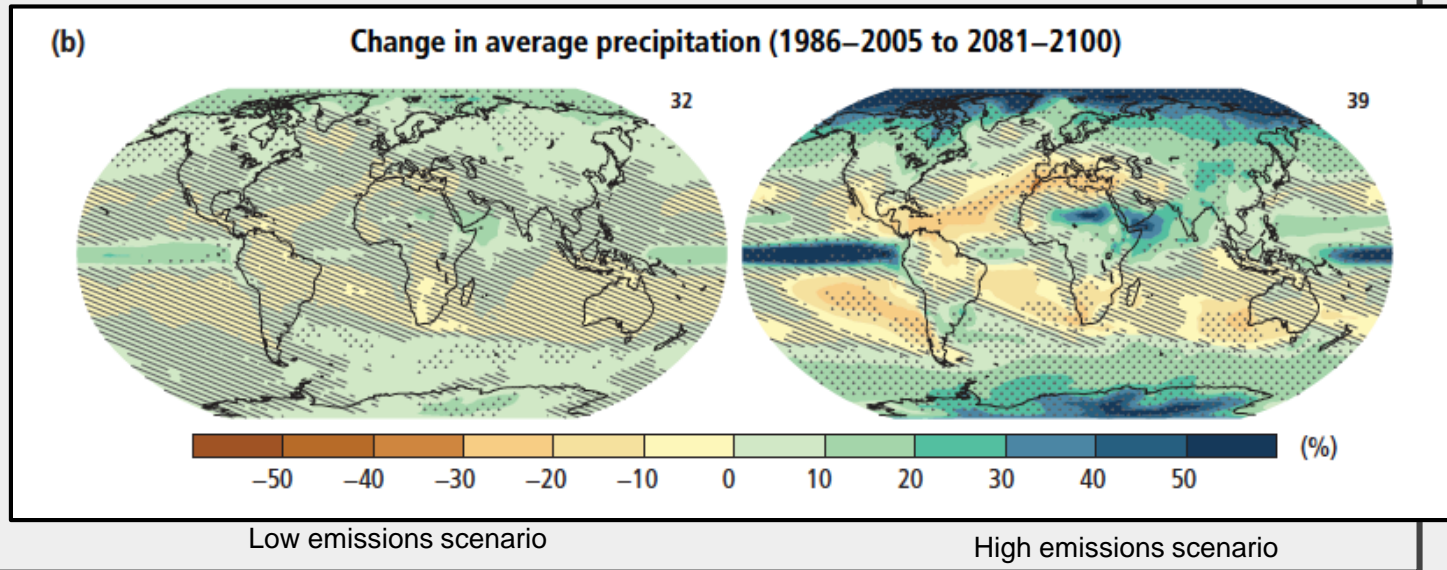 (b) Change in average precipitation (1986–2005 to 2081–2100)
32 39
(%)
–50 –40 –30 –20 –10 0 10 20 30 40 50
Low emissions scenario High emissions scenario